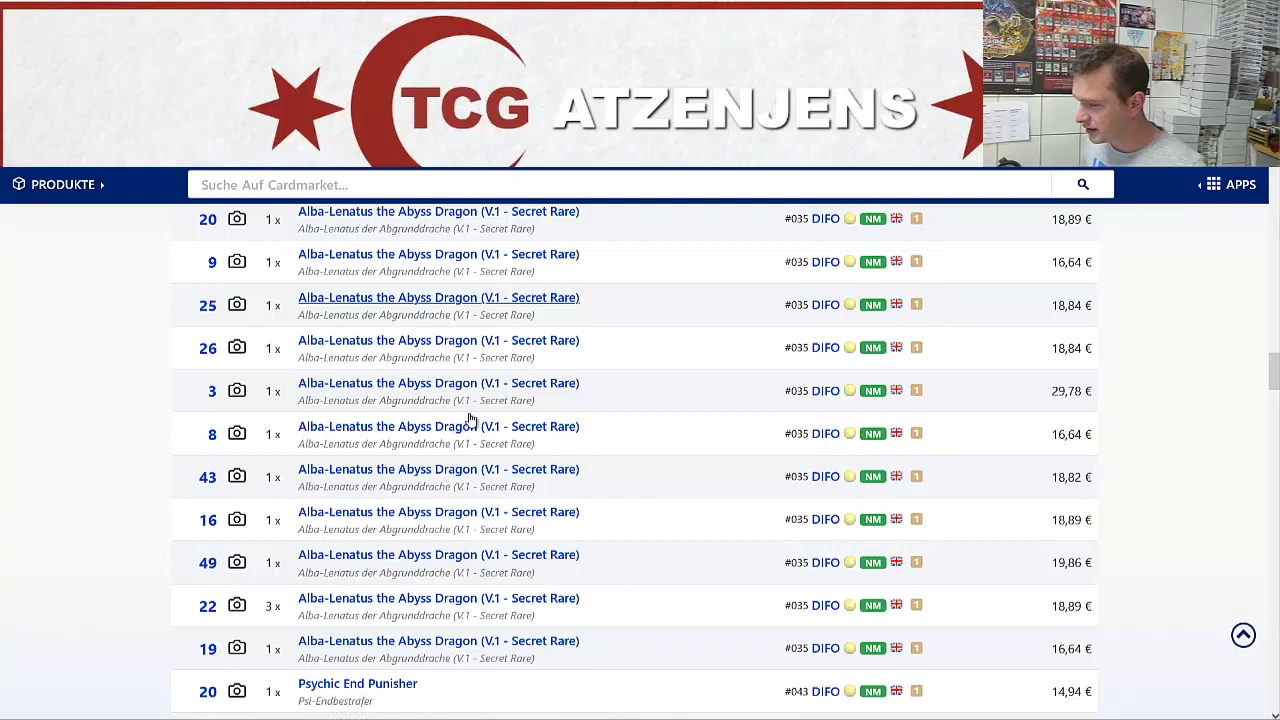 TCG ATZENJENS
PRODUKTE Suche Auf Cardmarket... APPS
20 1 x Alba-Lenatus the Abyss Dragon (V.1 - Secret Rare) #035 DIFO NM 1 18,89 €
Alba-Lenatus der Abgrunddrache (V.1 - Secret Rare)
9 1 x Alba-Lenatus the Abyss Dragon (V.1 - Secret Rare) #035 DIFO NM 1 16,64 €
Alba-Lenatus der Abgrunddrache (V.1 - Secret Rare)
25 1 x Alba-Lenatus the Abyss Dragon (V.1 - Secret Rare) #035 DIFO NM 1 18,84 €
Alba-Lenatus der Abgrunddrache (V.1 - Secret Rare)
26 1 x Alba-Lenatus the Abyss Dragon (V.1 - Secret Rare) #035 DIFO NM 1 18,84 €
Alba-Lenatus der Abgrunddrache (V.1 - Secret Rare)
3 1 x Alba-Lenatus the Abyss Dragon (V.1 - Secret Rare) #035 DIFO NM 1 29,78 €
Alba-Lenatus der Abgrunddrache (V.1 - Secret Rare)
8 1 x Alba-Lenatus the Abyss Dragon (V.1 - Secret Rare) #035 DIFO NM 1 16,64 €
Alba-Lenatus der Abgrunddrache (V.1 - Secret Rare)
43 1 x Alba-Lenatus the Abyss Dragon (V.1 - Secret Rare) #035 DIFO NM 1 18,82 €
Alba-Lenatus der Abgrunddrache (V.1 - Secret Rare)
16 1 x Alba-Lenatus the Abyss Dragon (V.1 - Secret Rare) #035 DIFO NM 1 18,89 €
Alba-Lenatus der Abgrunddrache (V.1 - Secret Rare)
49 1 x Alba-Lenatus the Abyss Dragon (V.1 - Secret Rare) #035 DIFO NM 1 19,86 €
Alba-Lenatus der Abgrunddrache (V.1 - Secret Rare)
22 3 x Alba-Lenatus the Abyss Dragon (V.1 - Secret Rare) #035 DIFO NM 1 18,89 €
Alba-Lenatus der Abgrunddrache (V.1 - Secret Rare)
19 1 x Alba-Lenatus the Abyss Dragon (V.1 - Secret Rare) #035 DIFO NM 1 16,64 €
Alba-Lenatus der Abgrunddrache (V.1 - Secret Rare)
20 1 x Psychic End Punisher #043 DIFO NM 1 14,94 €
Psi-Endbestrafer